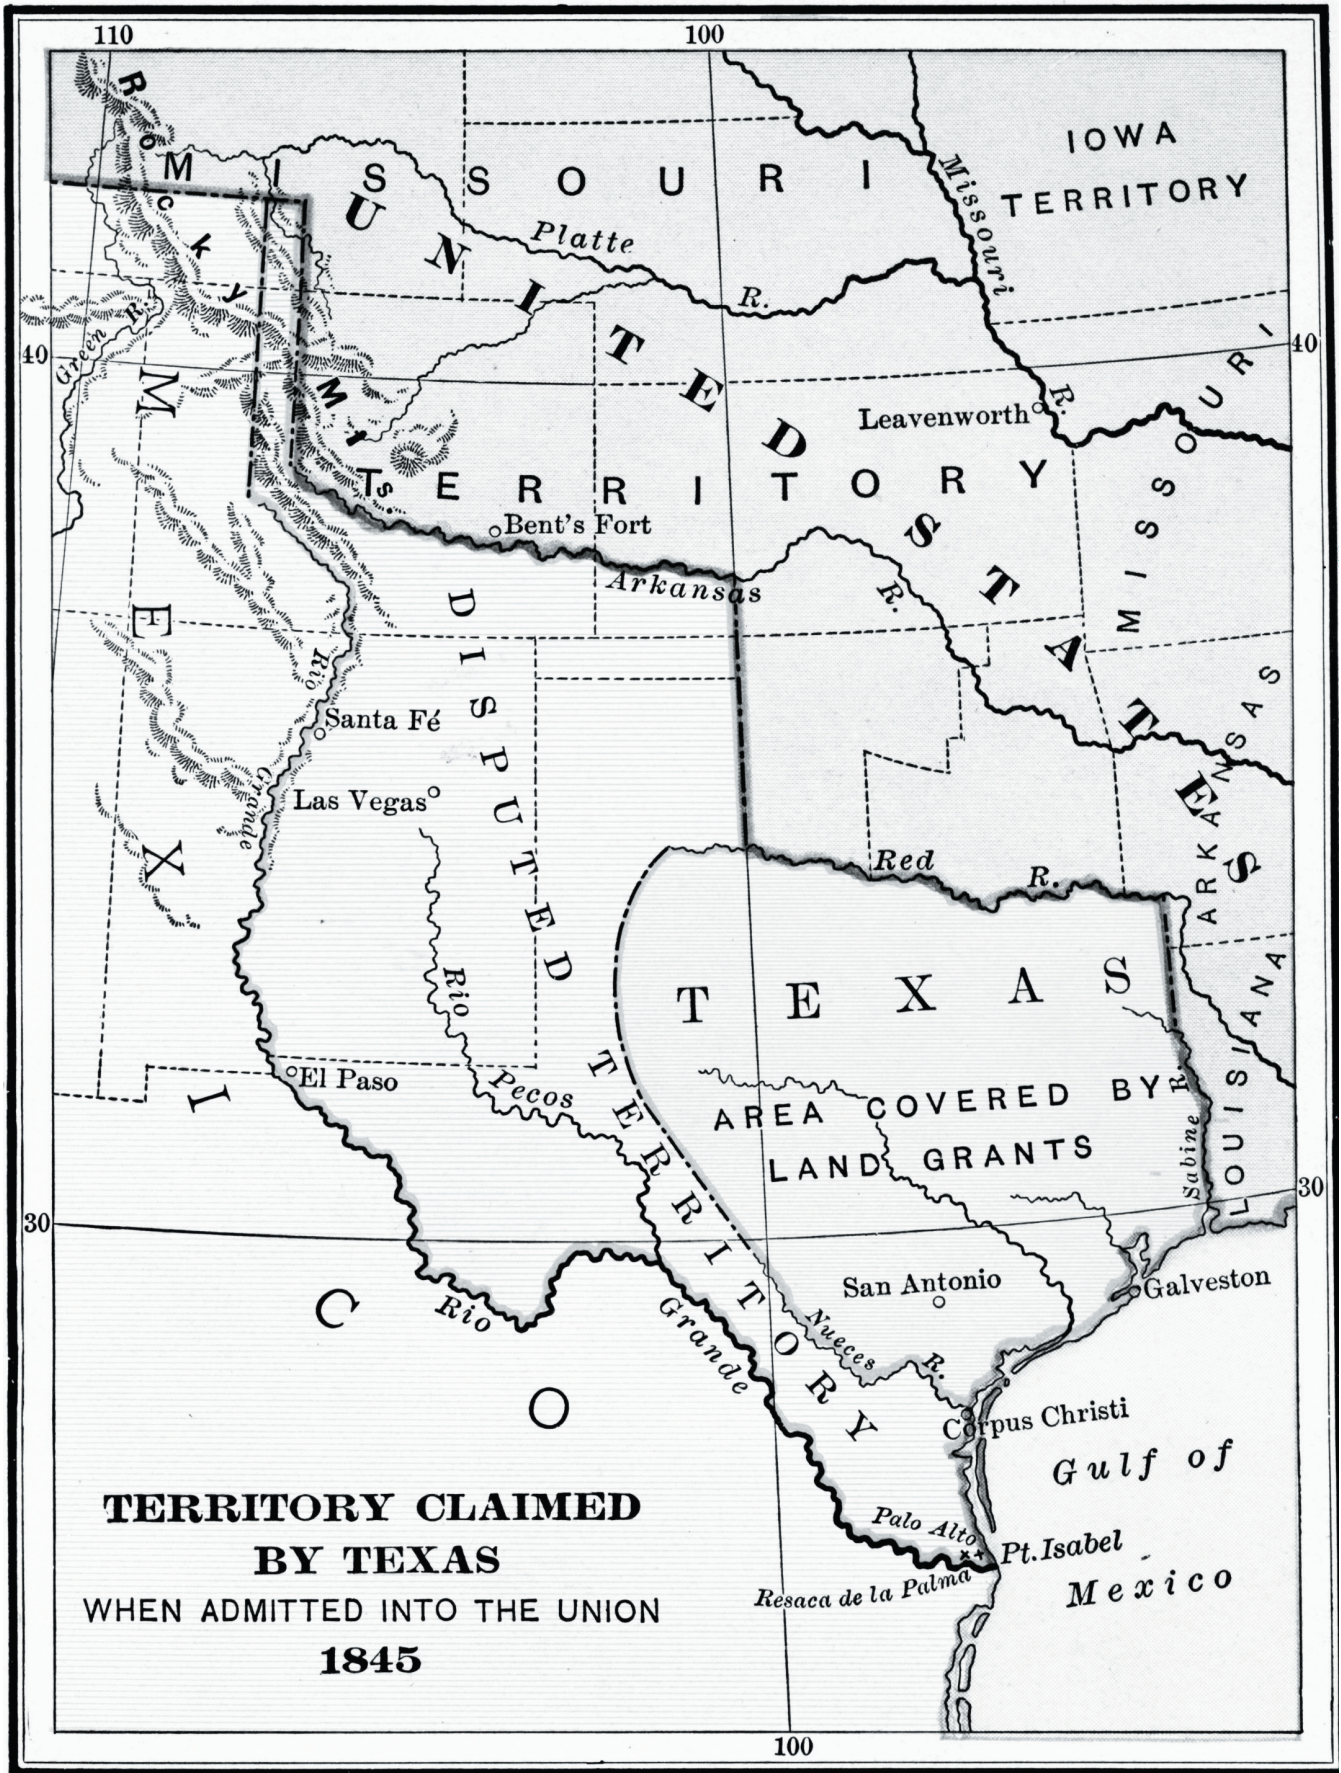 110
100
Rocky Mts.
MISSOURI
TERRITORY
UNITED STATES
IOWA
TERRITORY
Missouri
R.
Platte
R.
Green R.
40
40
MISSOURI
Leavenworth
Bent's Fort
Arkansas
R.
MEXICO
DISPUTED
TERRITORY
Rio
Grande
Santa Fé
Las Vegas
ARKANSAS
Red
R.
TEXAS
AREA COVERED BY
LAND GRANTS
Rio
Pecos
El Paso
Sabine R.
LOUISIANA
30
30
San Antonio
Galveston
Rio
Grande
Nueces
R.
Corpus Christi
Gulf of
Mexico
Palo Alto
Pt. Isabel
Resaca de la Palma
TERRITORY CLAIMED
BY TEXAS
WHEN ADMITTED INTO THE UNION
1845
100